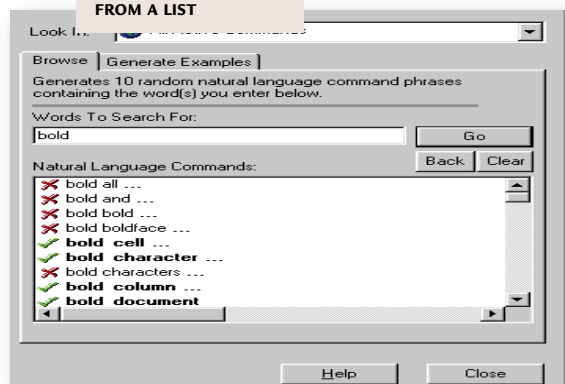 FROM A LIST
Look In:
Browse Generate Examples
Generates 10 random natural language command phrases
containing the word(s) you enter below.
Words To Search For:
bold Go
Back Clear
Natural Language Commands:
bold all ...
bold and ...
bold bold ...
bold boldface ...
bold cell ...
bold character ...
bold characters ...
bold column ...
bold document
Help Close